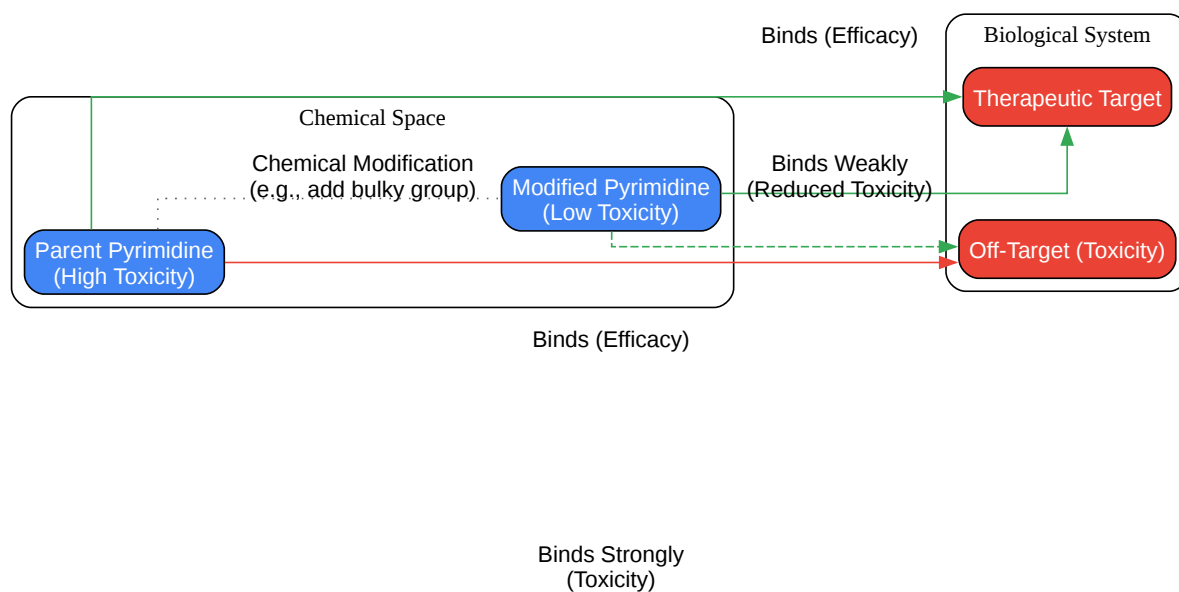 Binds (Efficacy)
Biological System
Therapeutic Target
Chemical Space
Chemical Modification
(e.g., add bulky group)
Modified Pyrimidine
(Low Toxicity)
Binds Weakly
(Reduced Toxicity)
Parent Pyrimidine
(High Toxicity)
Off-Target (Toxicity)
Binds (Efficacy)
Binds Strongly
(Toxicity)